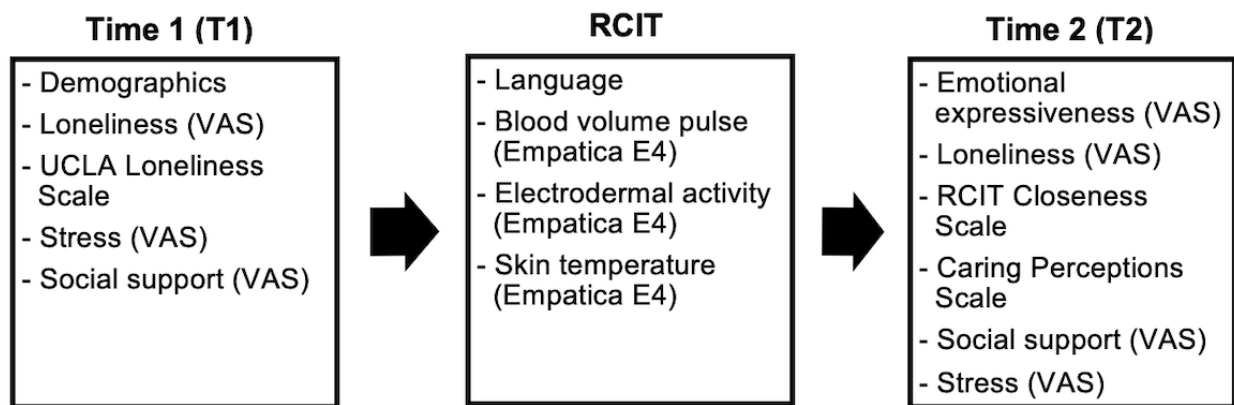 Time 1 (T1)
- Demographics
- Loneliness (VAS)
- UCLA Loneliness
Scale
- Stress (VAS)
- Social support (VAS)
RCIT
- Language
- Blood volume pulse
(Empatica E4)
- Electrodermal activity
(Empatica E4)
- Skin temperature
(Empatica E4)
Time 2 (T2)
- Emotional
expressiveness (VAS)
- Loneliness (VAS)
- RCIT Closeness
Scale
- Caring Perceptions
Scale
- Social support (VAS)
- Stress (VAS)